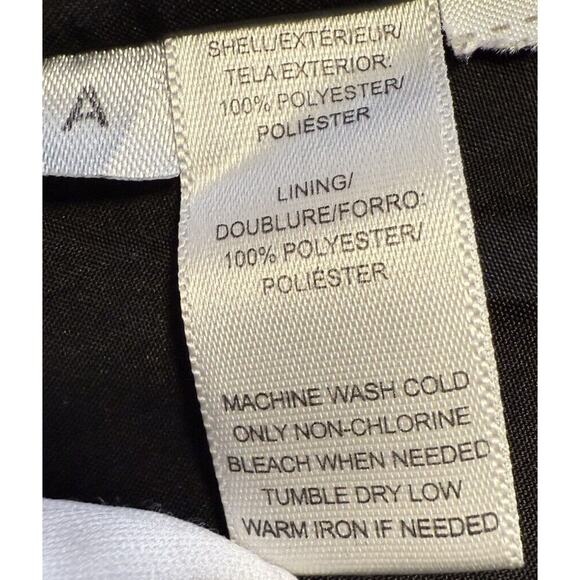 A
SHELL/EXTÉRIEUR/
TELA EXTERIOR:
100% POLYESTER/
POLIÉSTER
LINING/
DOUBLURE/FORRO:
100% POLYESTER/
POLIÉSTER
MACHINE WASH COLD
ONLY NON-CHLORINE
BLEACH WHEN NEEDED
TUMBLE DRY LOW
WARM IRON IF NEEDED